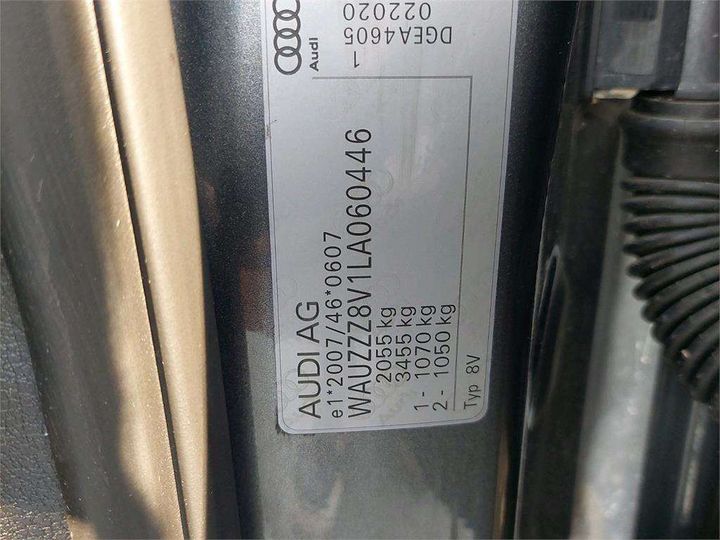 AUDI AG
e1*2007/46*0607
WAUZZZ8V1LA060446
2055 kg
3455 kg
1 - 1070 kg
2 - 1050 kg
Typ 8V
Audi
1
DGEA4605
022020